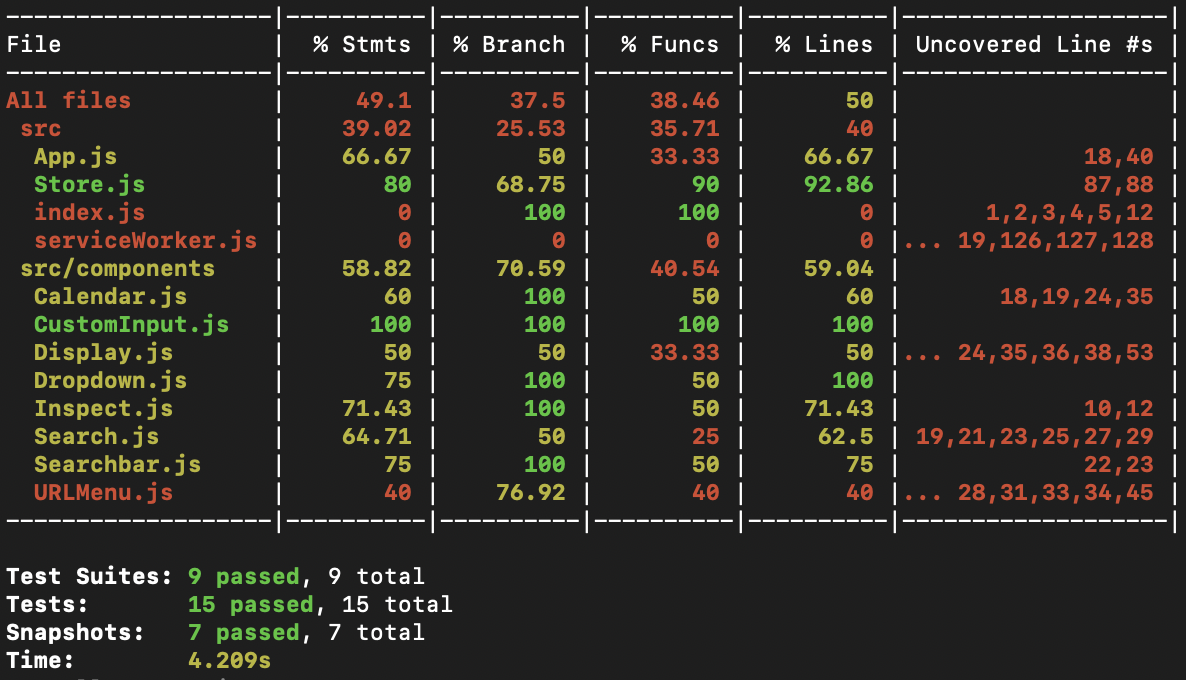 File | % Stmts | % Branch | % Funcs | % Lines | Uncovered Line #s |
All files | 49.1 | 37.5 | 38.46 | 50 | |
src | 39.02 | 25.53 | 35.71 | 40 | |
App.js | 66.67 | 50 | 33.33 | 66.67 | 18,40 |
Store.js | 80 | 68.75 | 90 | 92.86 | 87,88 |
index.js | 0 | 100 | 100 | 0 | 1,2,3,4,5,12 |
serviceWorker.js | 0 | 0 | 0 | 0 |... 19,126,127,128 |
src/components | 58.82 | 70.59 | 40.54 | 59.04 | |
Calendar.js | 60 | 100 | 50 | 60 | 18,19,24,35 |
CustomInput.js | 100 | 100 | 100 | 100 | |
Display.js | 50 | 50 | 33.33 | 50 |... 24,35,36,38,53 |
Dropdown.js | 75 | 100 | 50 | 100 | |
Inspect.js | 71.43 | 100 | 50 | 71.43 | 10,12 |
Search.js | 64.71 | 50 | 25 | 62.5 | 19,21,23,25,27,29 |
Searchbar.js | 75 | 100 | 50 | 75 | 22,23 |
URLMenu.js | 40 | 76.92 | 40 | 40 |... 28,31,33,34,45 |
Test Suites: 9 passed, 9 total
Tests: 15 passed, 15 total
Snapshots: 7 passed, 7 total
Time: 4.209s